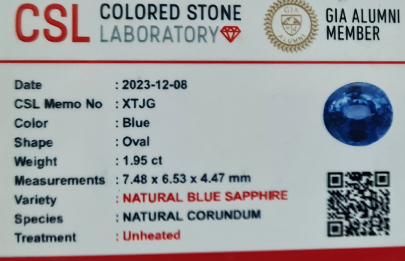 CSL COLORED STONE LABORATORY
GIA ALUMNI
GIA ALUMNI MEMBER
Date : 2023-12-08
CSL Memo No : XTJG
Color : Blue
Shape : Oval
Weight : 1.95 ct
Measurements : 7.48 x 6.53 x 4.47 mm
Variety : NATURAL BLUE SAPPHIRE
Species : NATURAL CORUNDUM
Treatment : Unheated